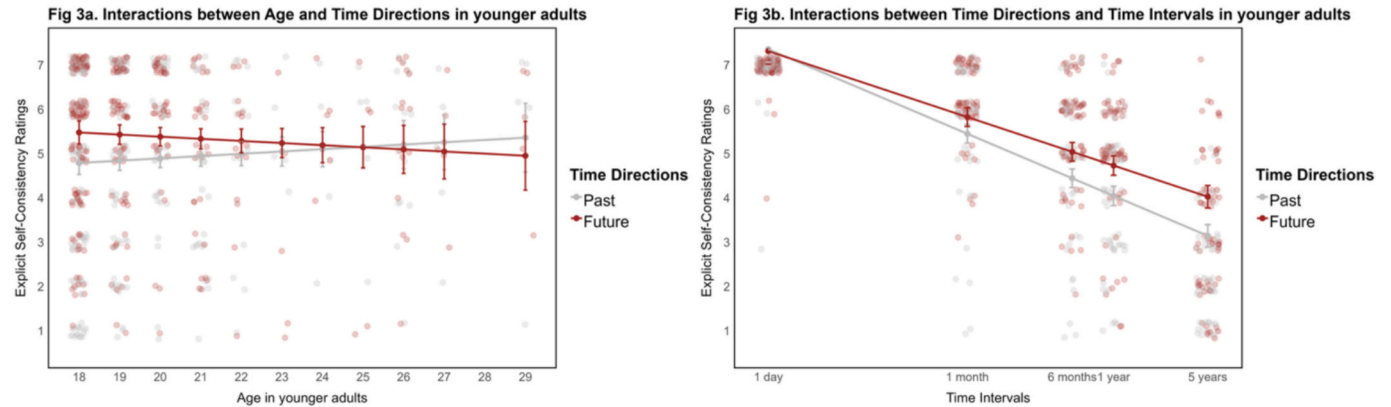 Fig 3a. Interactions between Age and Time Directions in younger adults
Explicit Self-Consistency Ratings
7
6
5
4
3
2
1
18 19 20 21 22 23 24 25 26 27 28 29
Age in younger adults
Time Directions
Past
Future
Fig 3b. Interactions between Time Directions and Time Intervals in younger adults
Explicit Self-Consistency Ratings
7
6
5
4
3
2
1
1 day 1 month 6 months 1 year 5 years
Time Intervals
Time Directions
Past
Future